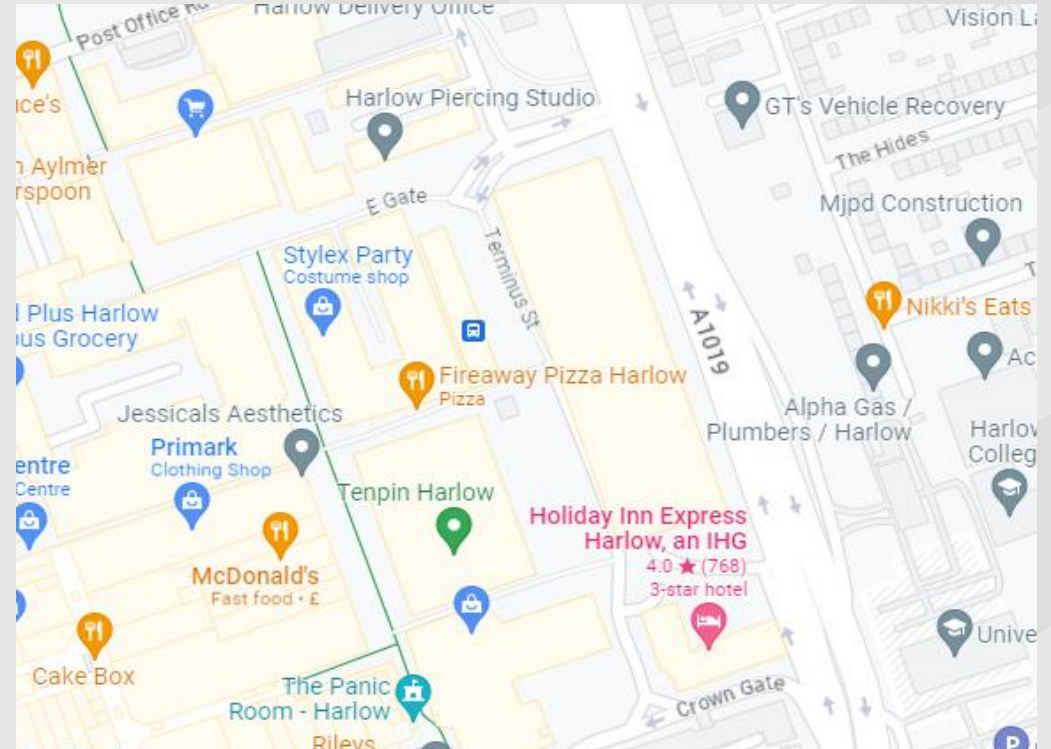 Harlow Delivery Office
Vision La
Post Office Rd
ce's
Harlow Piercing Studio
GT's Vehicle Recovery
The Hides
n Aylmer
rspoon
E Gate
Mjpd Construction
Stylex Party
Costume shop
Terminus St
d Plus Harlow
ous Grocery
A1019
Nikki's Eats
Ac
Fireaway Pizza Harlow
Pizza
Jessicals Aesthetics
Alpha Gas /
Plumbers / Harlow
Harlow
Colleg
Primark
Clothing Shop
entre
Centre
Tenpin Harlow
Holiday Inn Express
Harlow, an IHG
4.0 ★ (768)
3-star hotel
McDonald's
Fast food · £
Unive
Cake Box
The Panic
Room - Harlow
Crown Gate
Rileys
P